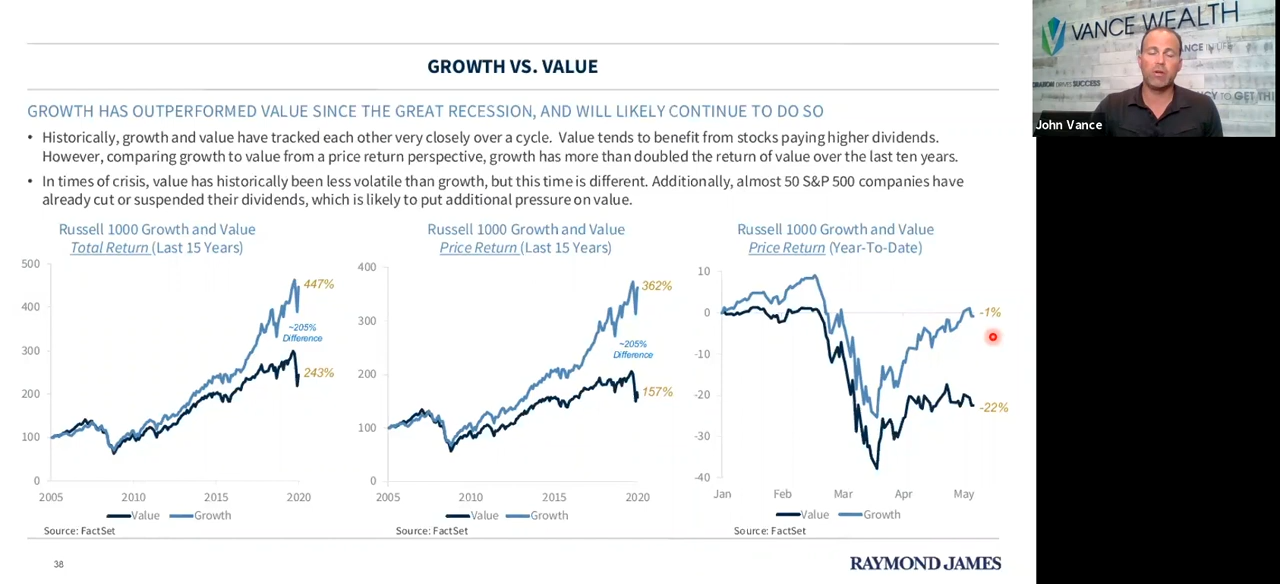 GROWTH VS. VALUE
GROWTH HAS OUTPERFORMED VALUE SINCE THE GREAT RECESSION, AND WILL LIKELY CONTINUE TO DO SO
• Historically, growth and value have tracked each other very closely over a cycle. Value tends to benefit from stocks paying higher dividends.
However, comparing growth to value from a price return perspective, growth has more than doubled the return of value over the last ten years.
• In times of crisis, value has historically been less volatile than growth, but this time is different. Additionally, almost 50 S&P 500 companies have
already cut or suspended their dividends, which is likely to put additional pressure on value.
Russell 1000 Growth and Value
Total Return (Last 15 Years)
500
400
300
200
100
0
447%
~205%
Difference
243%
2005
2010
2015
2020
Value
Growth
Source: FactSet
Russell 1000 Growth and Value
Price Return (Last 15 Years)
400
300
200
100
0
362%
~205%
Difference
157%
2005
2010
2015
2020
Value
Growth
Source: FactSet
Russell 1000 Growth and Value
Price Return (Year-To-Date)
10
0
-10
-20
-30
-40
-1%
-22%
Jan
Feb
Mar
Apr
May
Value
Growth
Source: FactSet
38
RAYMOND JAMES
VANCE WEALTH
IN LIFE
SUCCESS
TO GET
John Vance